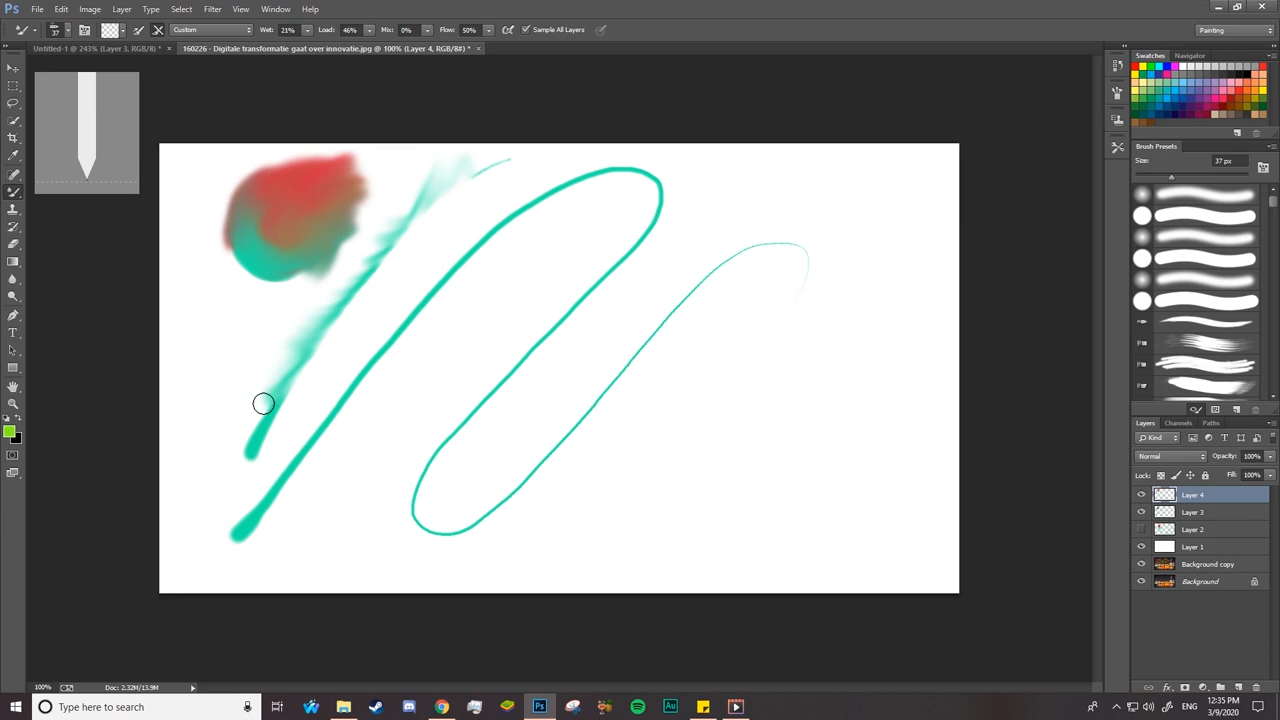 Ps File Edit Image Layer Type Select Filter 3D View Window Help
37 Custom Wet: 21% Load: 46% Mix: 0% Flow: 50% Sample All Layers Painting
Untitled-1 @ 243% (Layer 3, RGB/8) * × 160226 - Digitale transformatie gaat over innovatie.jpg @ 100% (Layer 4, RGB/8#) * ×
Swatches Navigator
Brush Presets
Size: 37 px
Layers Channels Paths
Kind
Normal Opacity: 100%
Lock: Fill: 100%
Layer 4
Layer 3
Layer 2
Layer 1
Background copy
Background
100% Doc: 2.32M/13.9M
Type here to search
Ps Au ENG 12:35 PM
3/9/2020